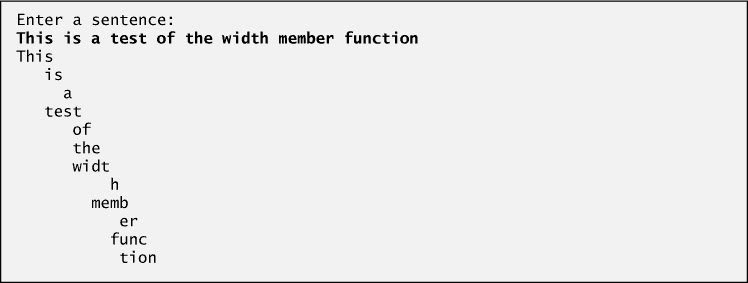 Enter a sentence:
This is a test of the width member function
This
   is
     a
   test
      of
      the
      widt
          h
        memb
           er
          func
           tion